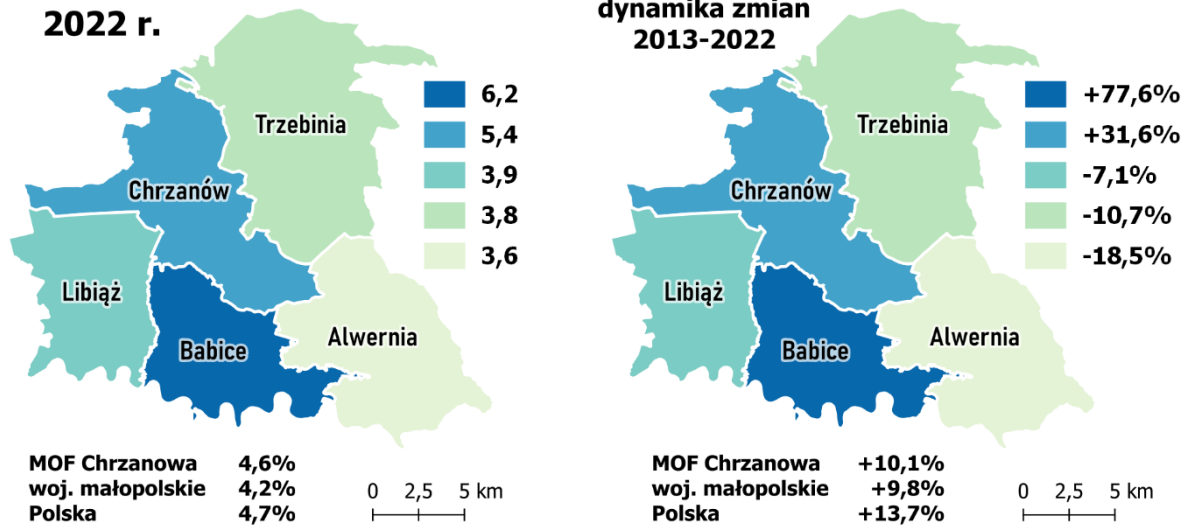 2022 r.
6,2
5,4
3,9
3,8
3,6
Trzebinia
Chrzanów
Libiąż
Babice
Alwernia
MOF Chrzanowa 4,6%
woj. małopolskie 4,2%
Polska 4,7%
0 2,5 5 km
dynamika zmian
2013-2022
+77,6%
+31,6%
-7,1%
-10,7%
-18,5%
Trzebinia
Chrzanów
Libiąż
Babice
Alwernia
MOF Chrzanowa +10,1%
woj. małopolskie +9,8%
Polska +13,7%
0 2,5 5 km